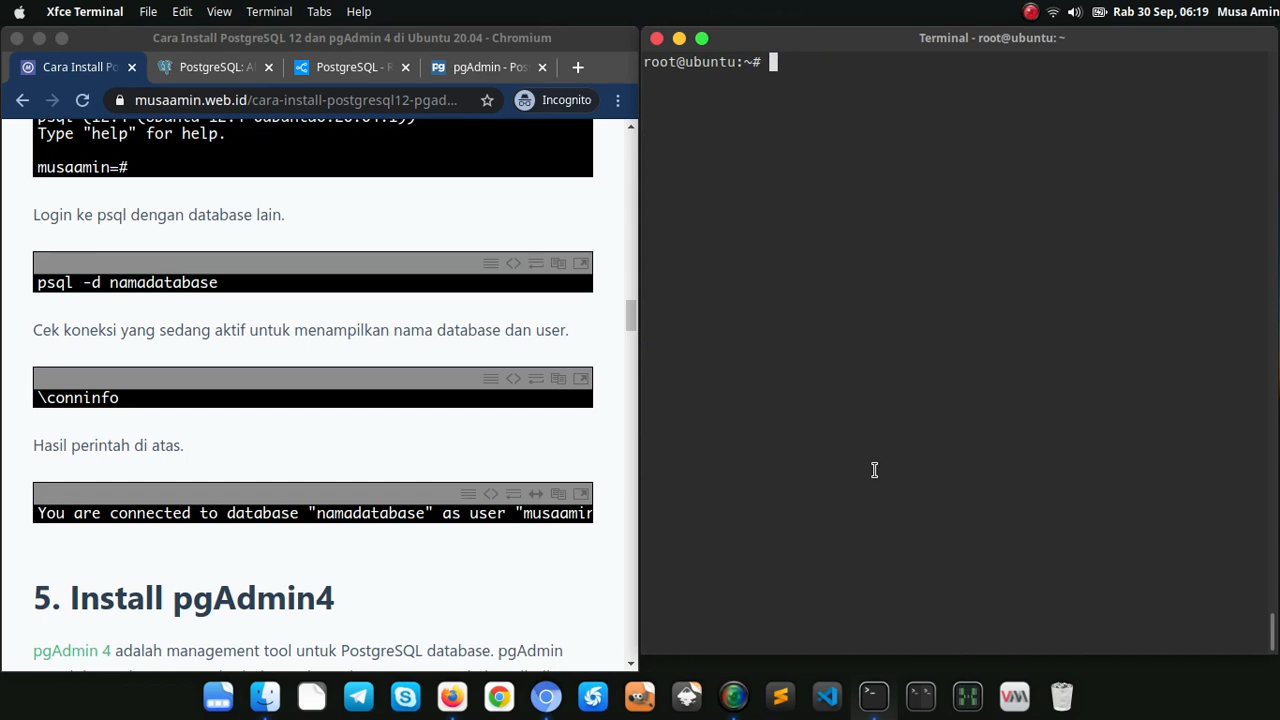 Xfce Terminal File Edit View Terminal Tabs Help
Rab 30 Sep, 06:19 Musa Amin
Cara Install PostgreSQL 12 dan pgAdmin 4 di Ubuntu 20.04 - Chromium
Cara Install Po
PostgreSQL: A
PostgreSQL - R
pgAdmin - Pos
musaamin.web.id/cara-install-postgresql12-pgad...
Incognito
Type "help" for help.
musaamin=#
Login ke psql dengan database lain.
psql -d namadatabase
Cek koneksi yang sedang aktif untuk menampilkan nama database dan user.
\conninfo
Hasil perintah di atas.
You are connected to database "namadatabase" as user "musaamin
5. Install pgAdmin4
pgAdmin 4 adalah management tool untuk PostgreSQL database. pgAdmin
Terminal - root@ubuntu: ~
root@ubuntu:~#